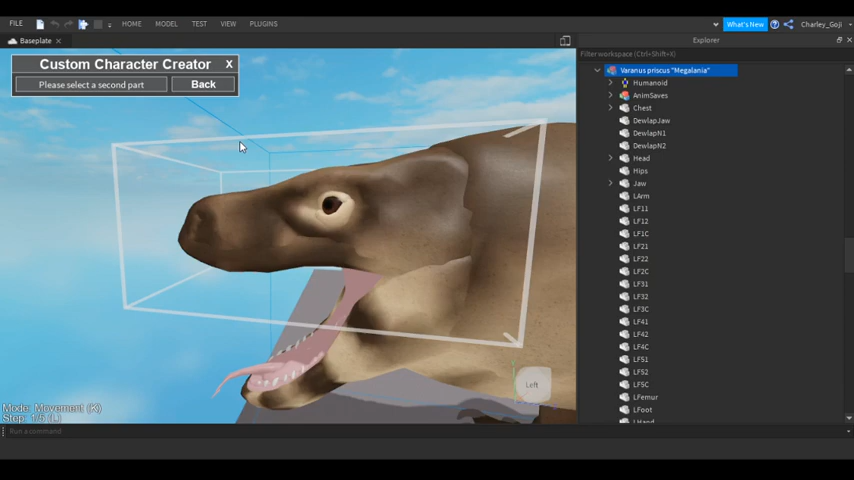 FILE
HOME MODEL TEST VIEW PLUGINS What's New Charley_Goji
Baseplate Explorer
Filter workspace (Ctrl+Shift+X)
Custom Character Creator X
Please select a second part Back
Varanus priscus "Megalania"
Humanoid
AnimSaves
Chest
DewlapJaw
DewlapN1
DewlapN2
Head
Hips
Jaw
LArm
LF11
LF12
LF1C
LF21
LF22
LF2C
LF31
LF32
LF3C
LF41
LF42
LF4C
LF51
LF52
LF5C
LFemur
LFoot
LHand
Left
Mode: Movement (K)
Step: 1/5 (L)
Run a command